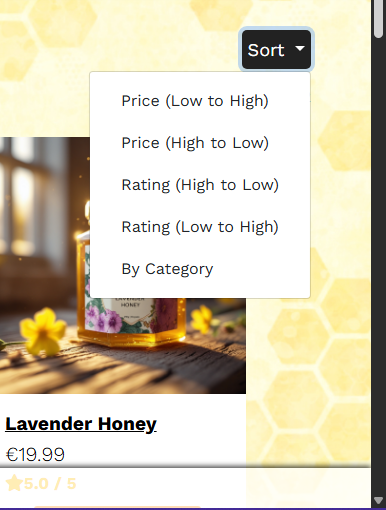 Sort
Price (Low to High)
Price (High to Low)
Rating (High to Low)
Rating (Low to High)
By Category
LAVENDER
HONEY
Lavender Honey
€19.99
5.0 / 5